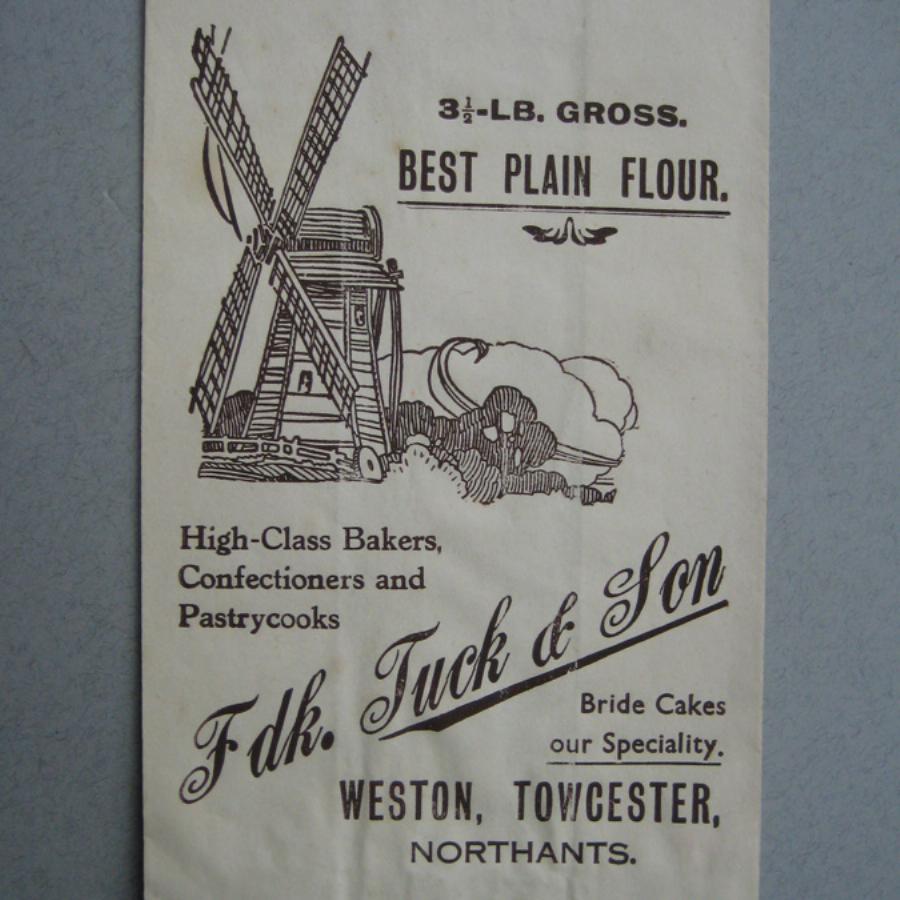 3½-LB. GROSS.
BEST PLAIN FLOUR.
High-Class Bakers,
Confectioners and
Pastrycooks
Fdk. Tuck & Son
Bride Cakes
our Speciality.
WESTON, TOWCESTER,
NORTHANTS.